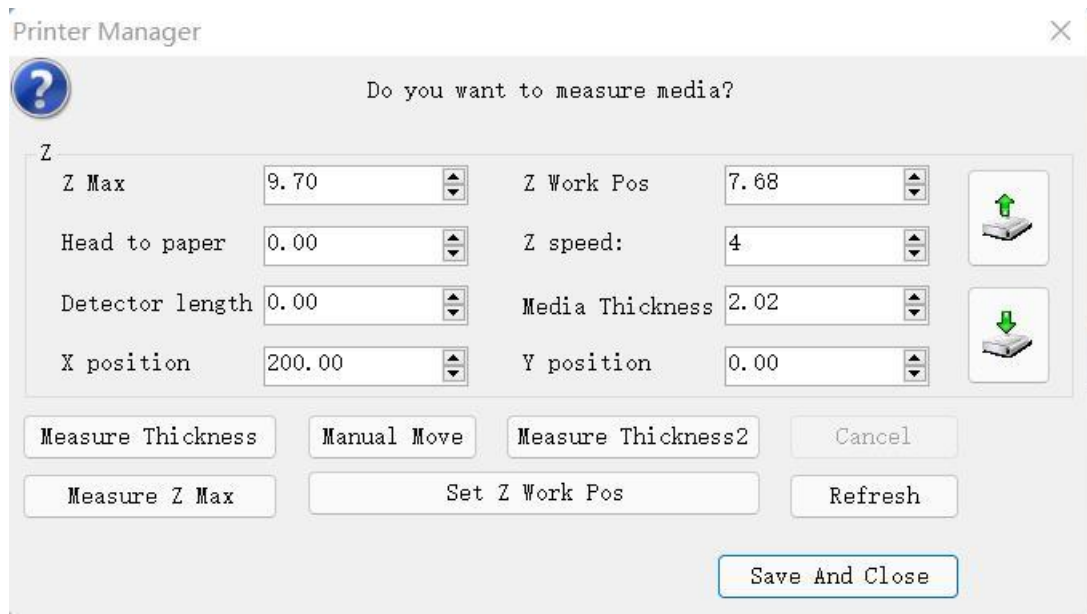 Printer Manager
?
Do you want to measure media?
Z
Z Max 9.70 Z Work Pos 7.68
Head to paper 0.00 Z speed: 4
Detector length 0.00 Media Thickness 2.02
X position 200.00 Y position 0.00
Measure Thickness Manual Move Measure Thickness2 Cancel
Measure Z Max Set Z Work Pos Refresh
Save And Close